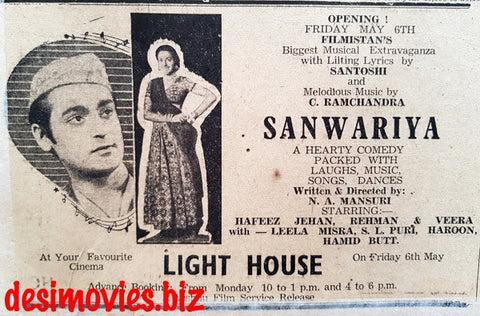 OPENING !
FRIDAY MAY 6TH
FILMISTAN'S
Biggest Musical Extravaganza
with Lilting Lyrics by
SANTOSHI
and
Melodious Music by
C. RAMCHANDRA
SANWARIYA
A HEARTY COMEDY
PACKED WITH
LAUGHS, MUSIC,
SONGS, DANCES
Written & Directed by: .
N. A. MANSURI
STARRING:—
HAFEEZ JEHAN, REHMAN & VEERA
with — LEELA MISRA, S. L. PURI, HAROON,
HAMID BUTT.
At Your Favourite
Cinema
LIGHT HOUSE
On Friday 6th May
Advance Booking From Monday 10 to 1 p.m. and 4 to 6 p.m.
Film Service Release
desimovies.biz